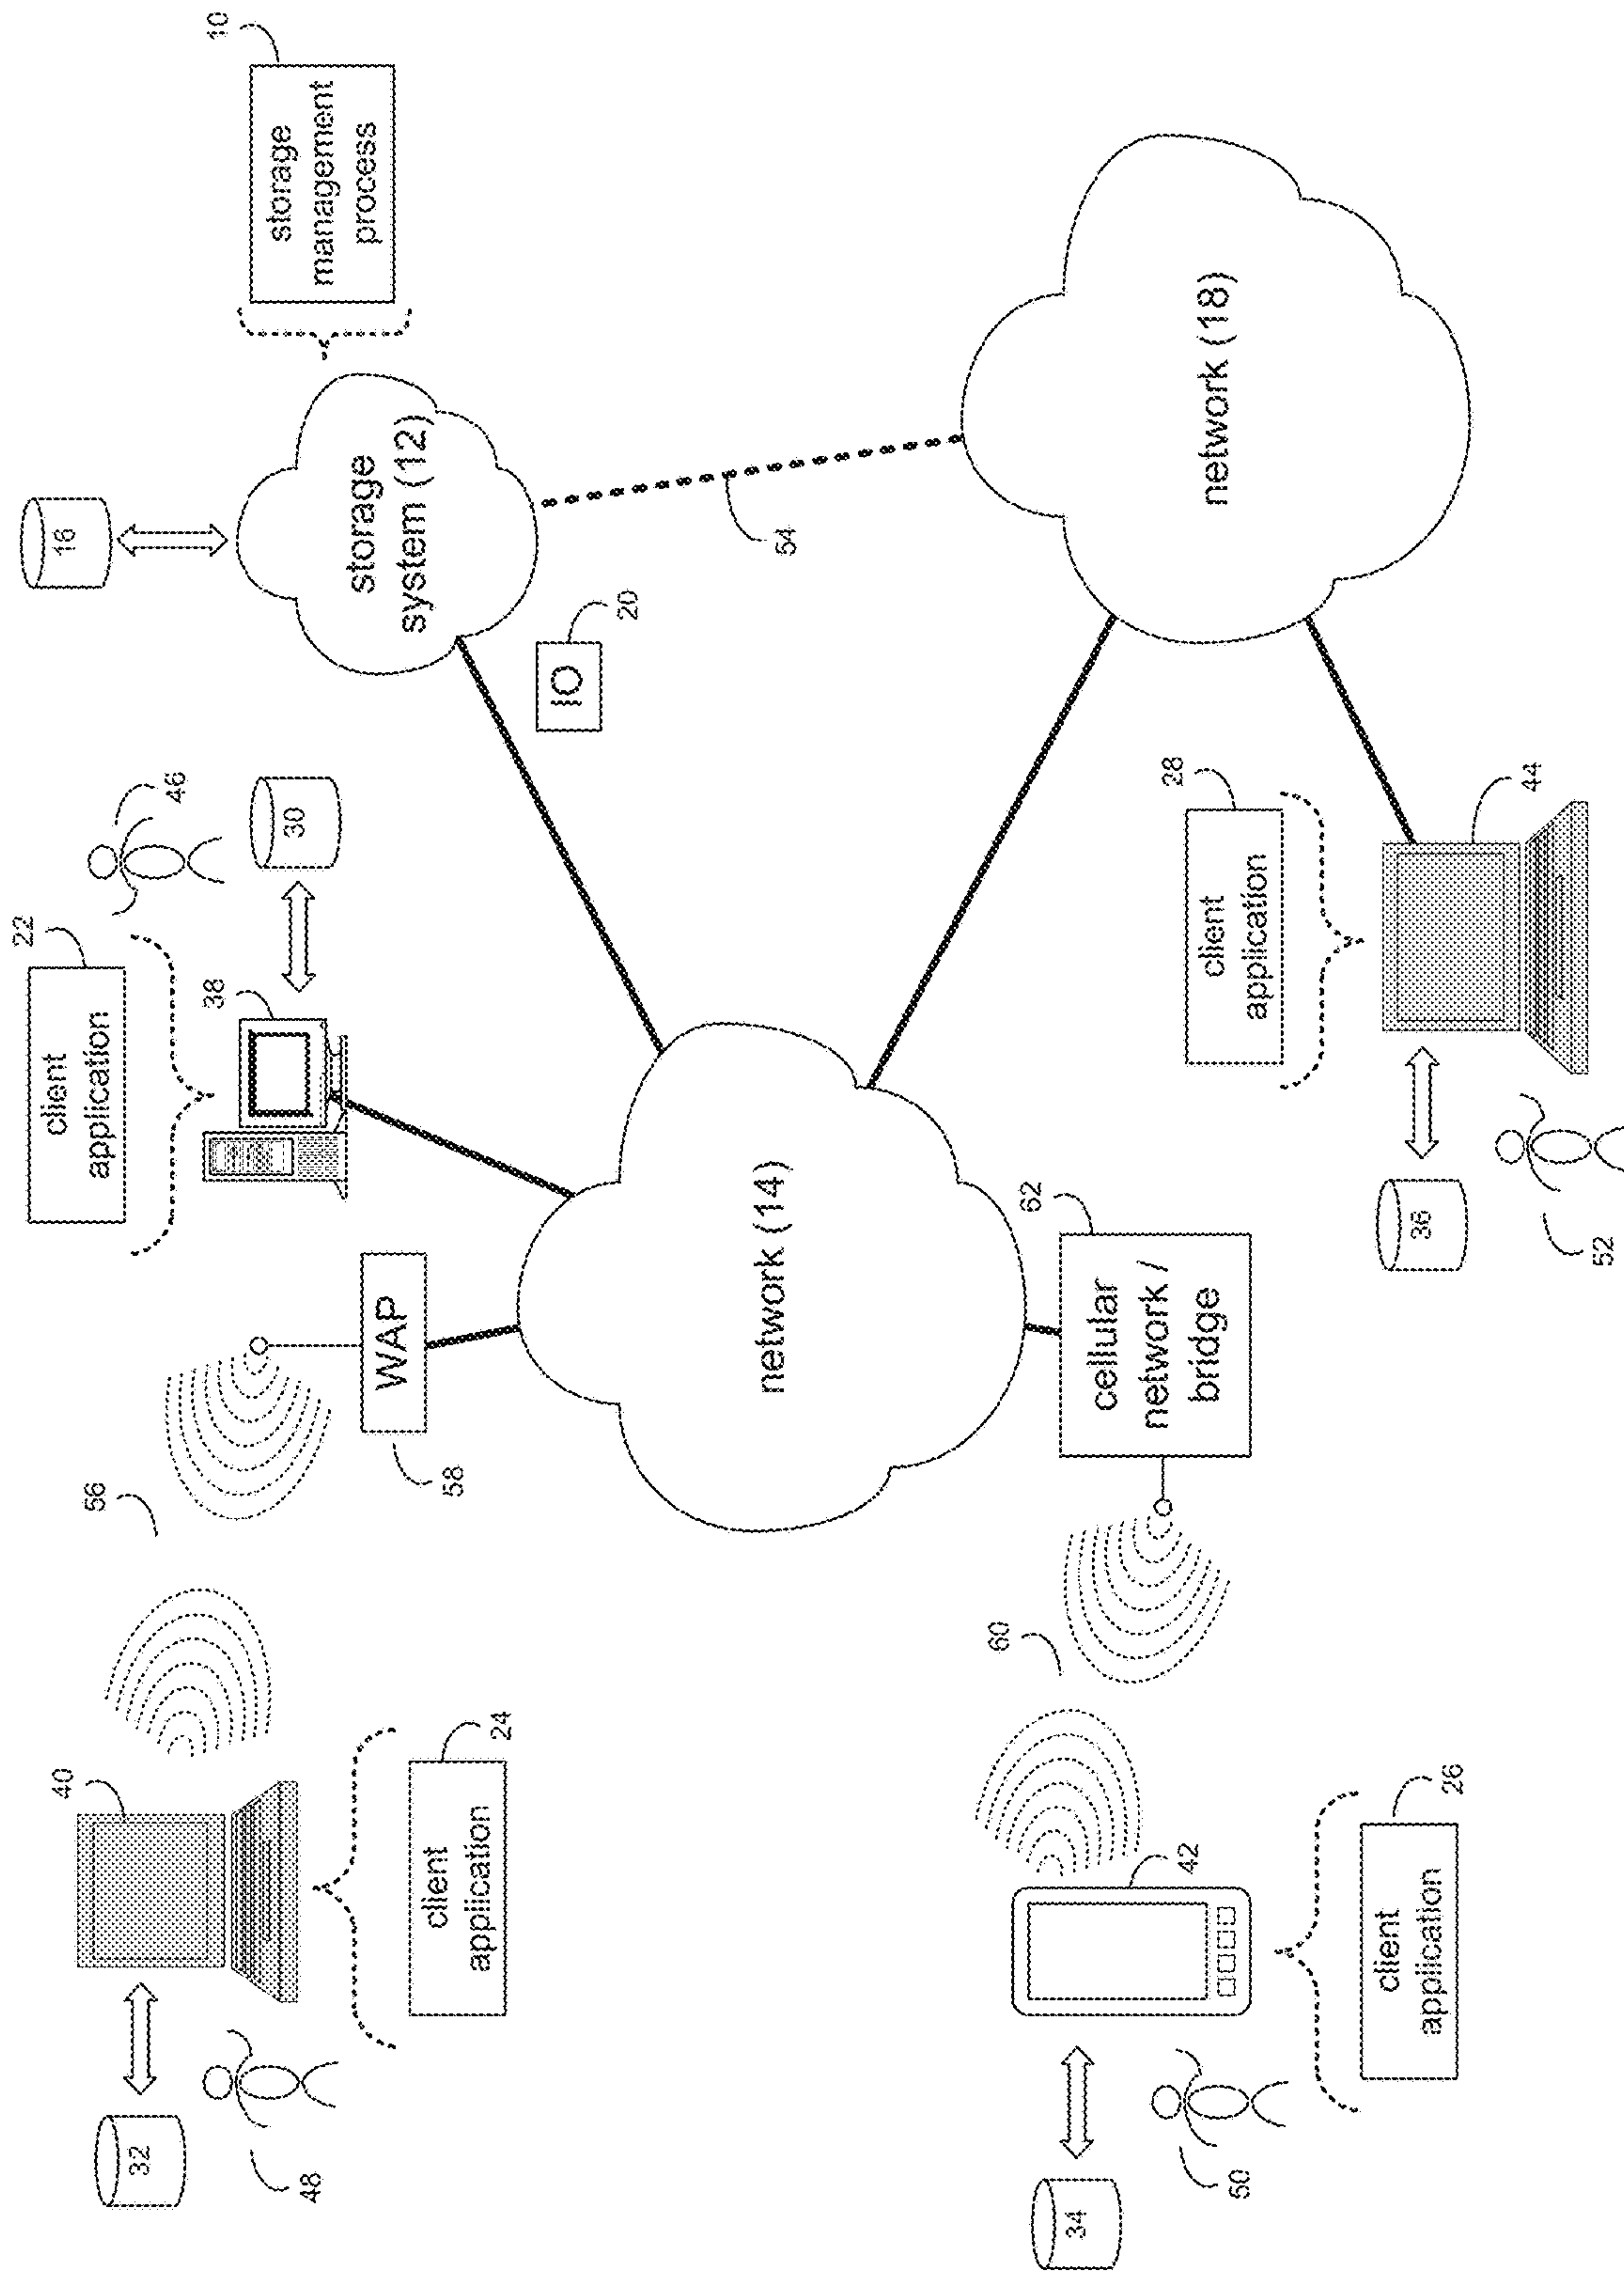 32
48
40
client
application
24
56
58
WAP
client
application
22
38
46
30
16
storage
system (12)
storage
management
process
10
IO
20
54
network (14)
network (18)
34
50
42
client
application
26
60
cellular
network /
bridge
62
36
52
client
application
28
44